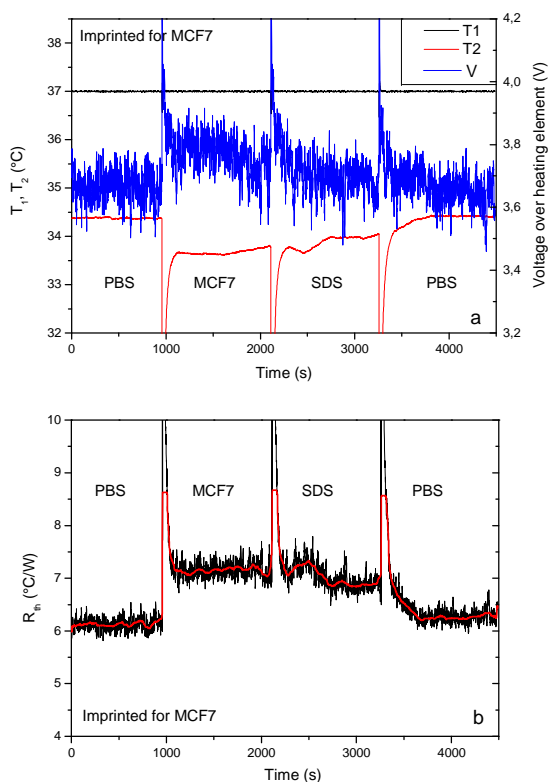 Imprinted for MCF7
T1
T2
V
38
37
36
35
34
33
32
T1, T2 (°C)
4,2
4,0
3,8
3,6
3,4
3,2
Voltage over heating element (V)
PBS MCF7 SDS PBS
a
0 1000 2000 3000 4000
Time (s)
10
9
8
7
6
5
4
Rth (°C/W)
PBS MCF7 SDS PBS
Imprinted for MCF7
b
0 1000 2000 3000 4000
Time (s)